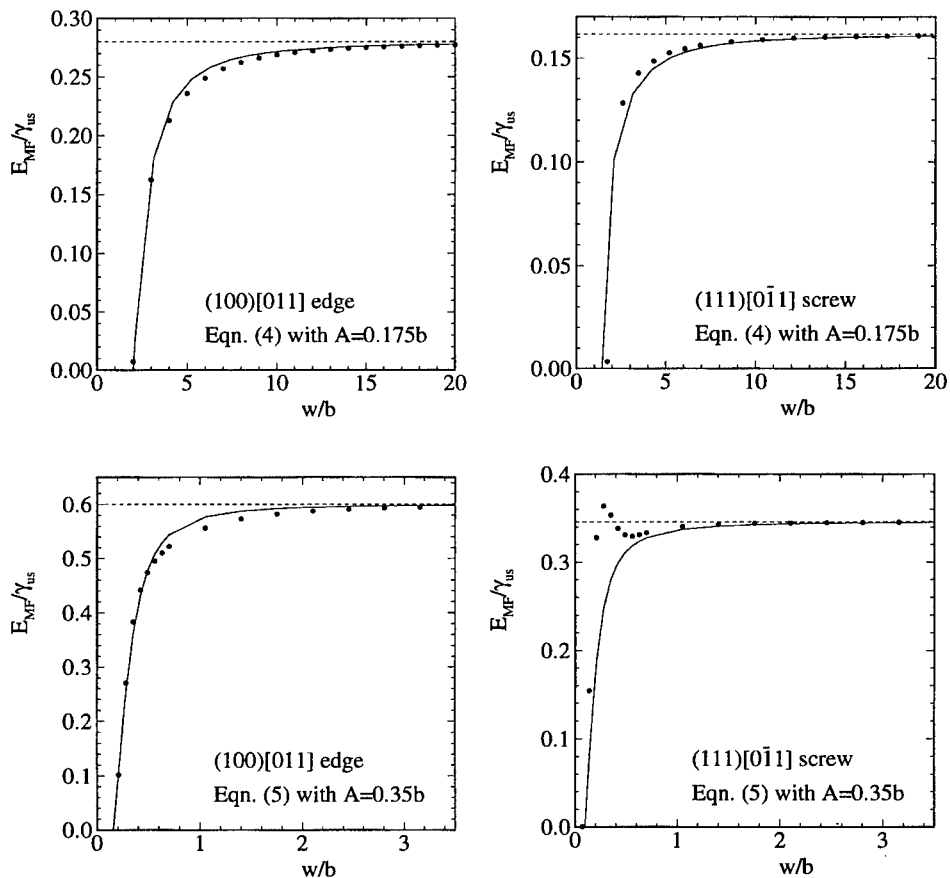 0.30
0.25
0.20
0.15
0.10
0.05
0.00
E_MF/γ_us
0 5 10 15 20
w/b
(100)[011] edge
Eqn. (4) with A=0.175b
0.15
0.10
0.05
0.00
E_MF/γ_us
0 5 10 15 20
w/b
(111)[01̄1] screw
Eqn. (4) with A=0.175b
0.6
0.5
0.4
0.3
0.2
0.1
0.0
E_MF/γ_us
0 1 2 3
w/b
(100)[011] edge
Eqn. (5) with A=0.35b
0.4
0.3
0.2
0.1
0.0
E_MF/γ_us
0 1 2 3
w/b
(111)[01̄1] screw
Eqn. (5) with A=0.35b